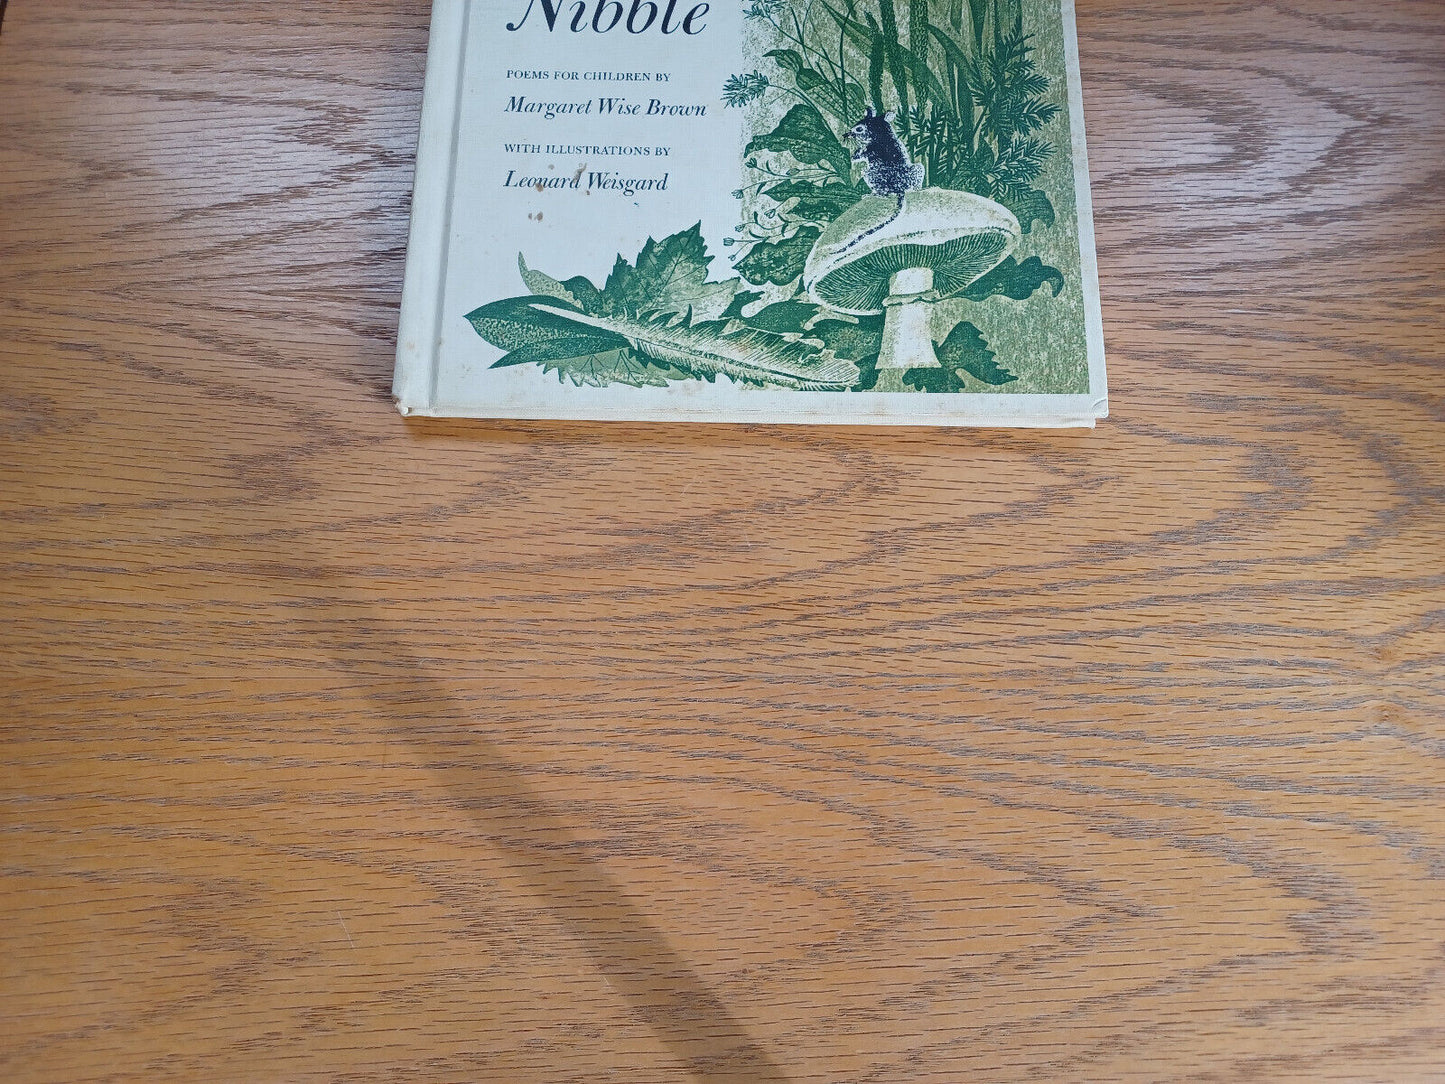 Nibble
POEMS FOR CHILDREN BY
Margaret Wise Brown
WITH ILLUSTRATIONS BY
Leonard Weisgard